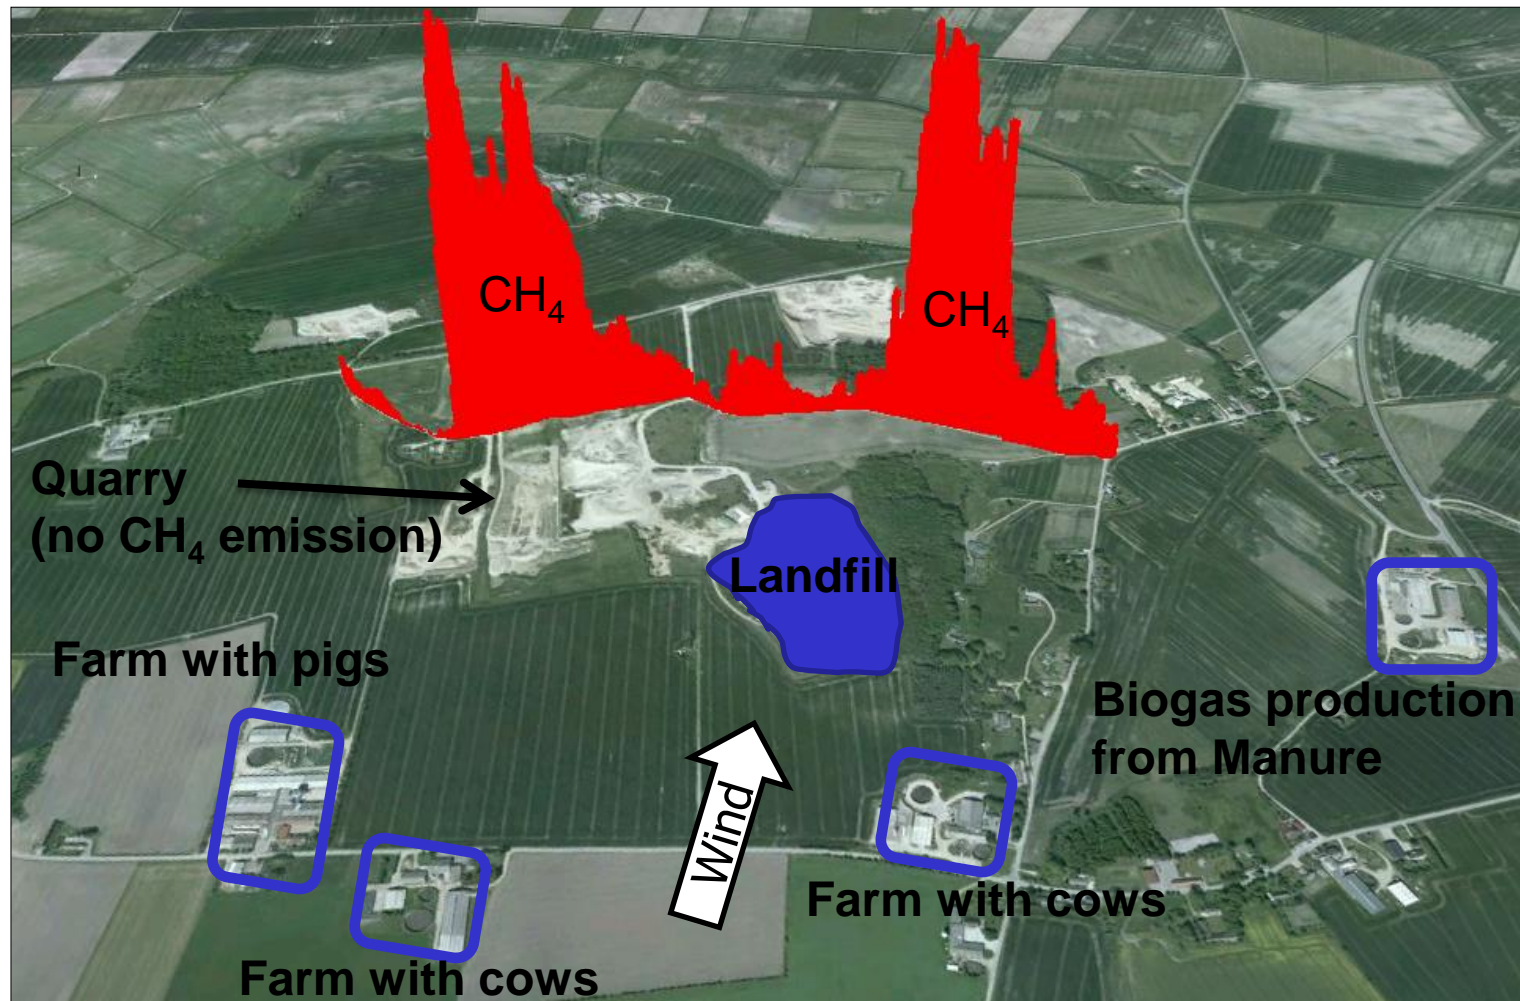 CH₄
CH₄
Quarry
(no CH₄ emission)
Landfill
Farm with pigs
Biogas production
from Manure
Wind
Farm with cows
Farm with cows